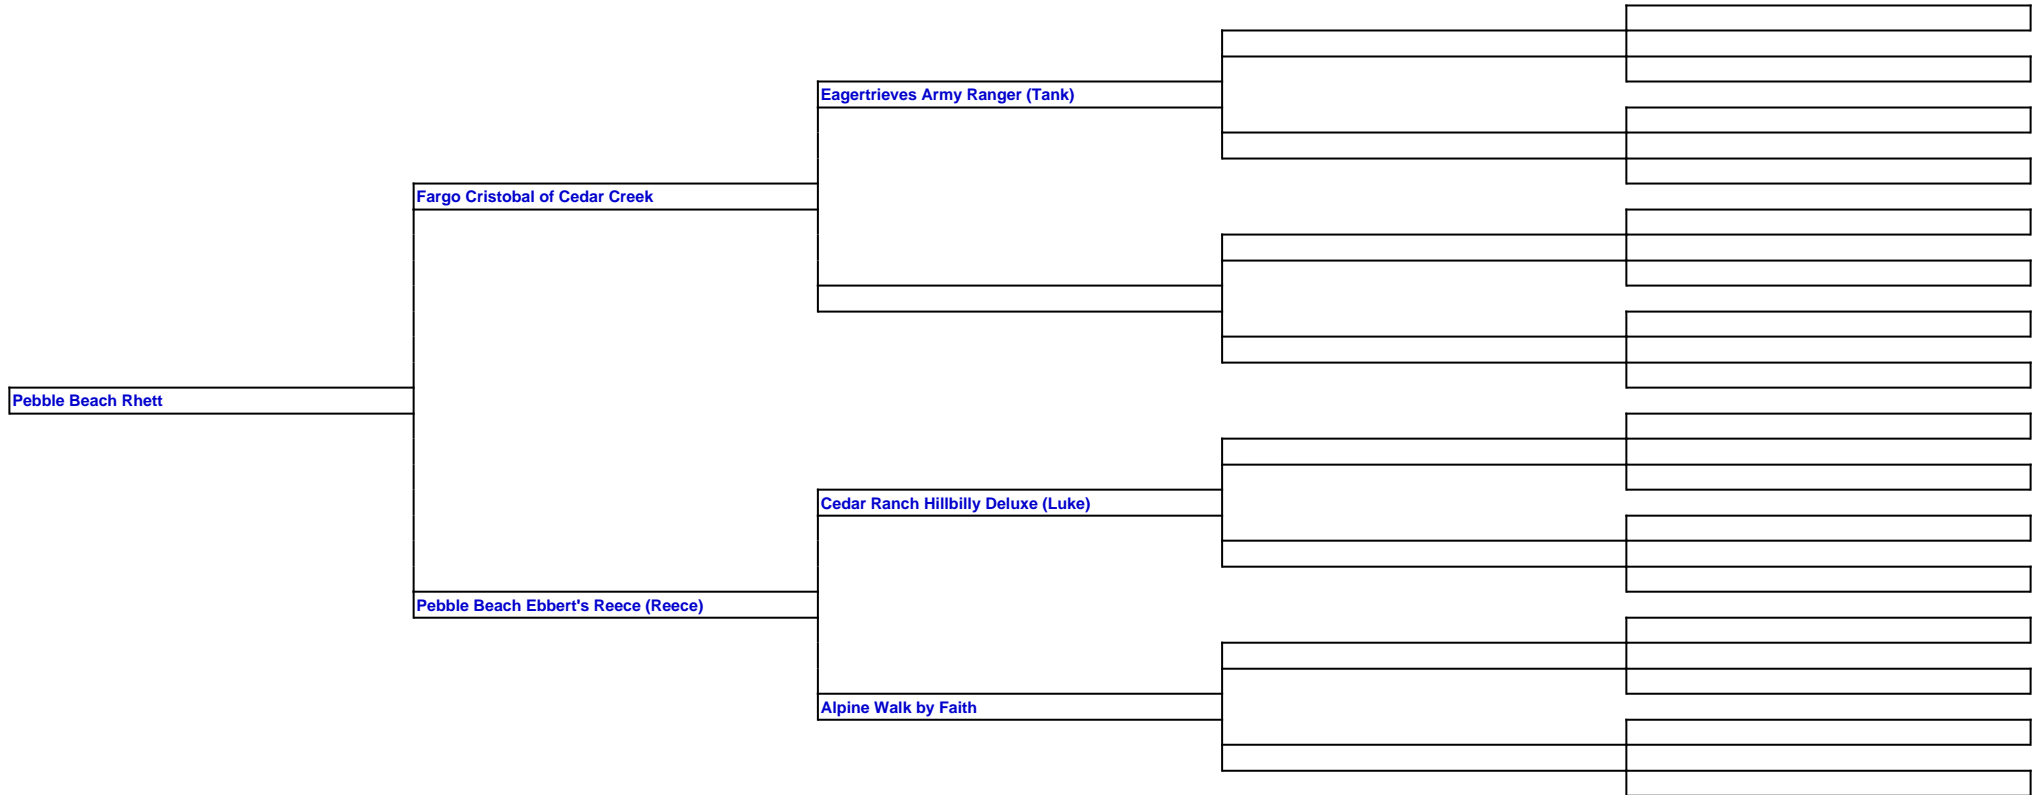 Eagertrieves Army Ranger (Tank)
Fargo Cristobal of Cedar Creek
Pebble Beach Rhett
Cedar Ranch Hillbilly Deluxe (Luke)
Pebble Beach Ebbert's Reece (Reece)
Alpine Walk by Faith